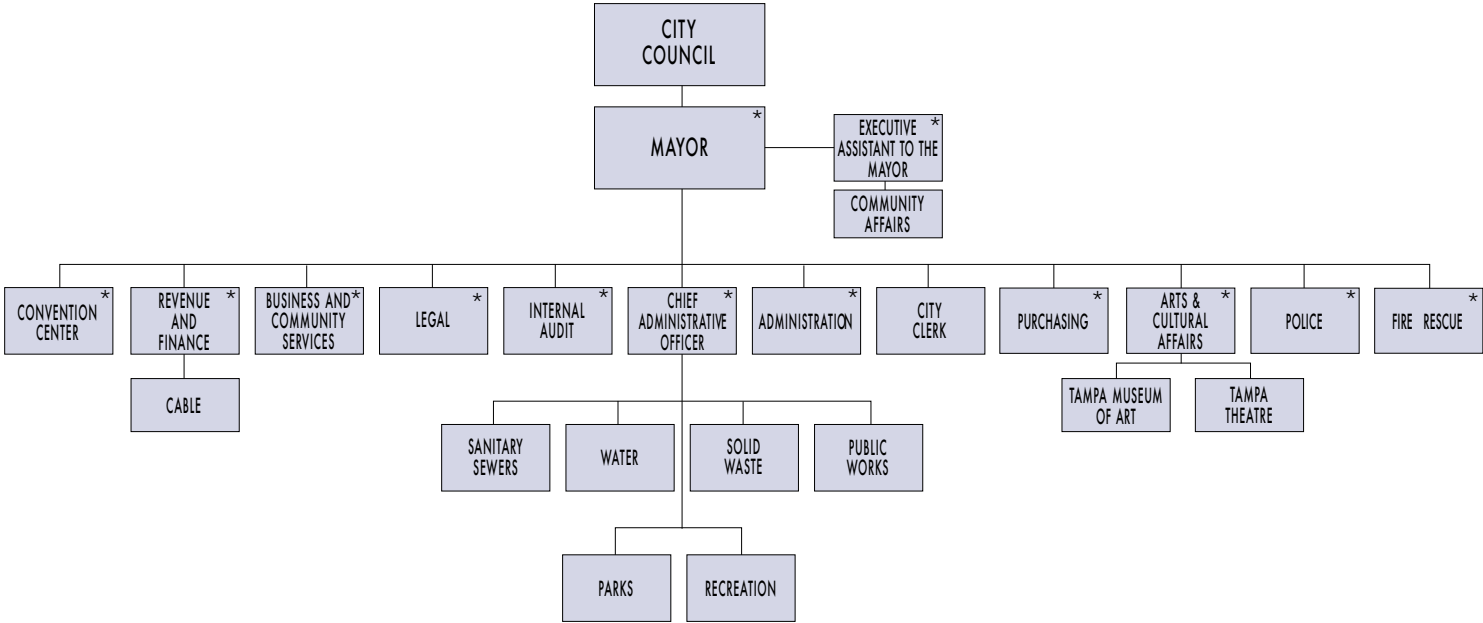 CITY
COUNCIL
MAYOR *
EXECUTIVE *
ASSISTANT TO THE
MAYOR
COMMUNITY
AFFAIRS
CONVENTION *
CENTER
REVENUE *
AND
FINANCE
BUSINESS AND *
COMMUNITY
SERVICES
LEGAL *
INTERNAL *
AUDIT
CHIEF *
ADMINISTRATIVE
OFFICER
ADMINISTRATION *
CITY
CLERK
PURCHASING *
ARTS & *
CULTURAL
AFFAIRS
POLICE *
FIRE RESCUE *
CABLE
TAMPA MUSEUM
OF ART
TAMPA
THEATRE
SANITARY
SEWERS
WATER
SOLID
WASTE
PUBLIC
WORKS
PARKS
RECREATION